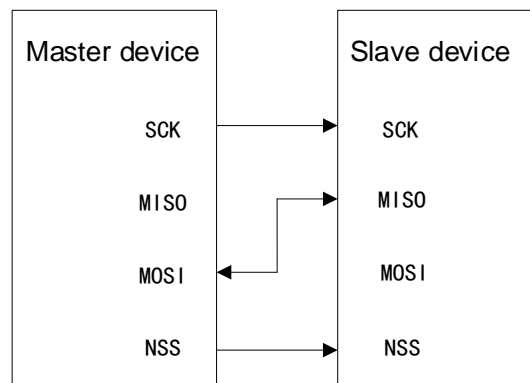 Master device
SCK
MISO
MOSI
NSS
Slave device
SCK
MISO
MOSI
NSS